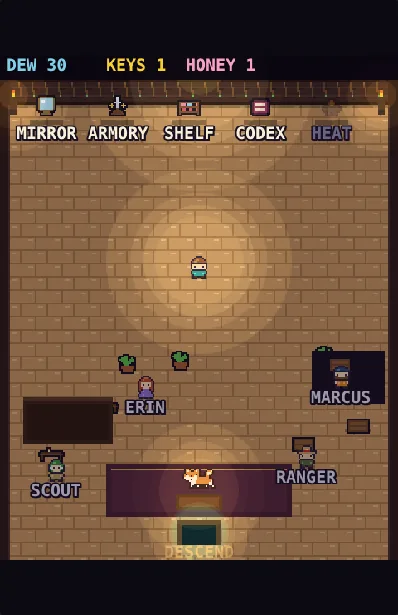 DEW 30 KEYS 1 HONEY 1
MIRROR ARMORY SHELF CODEX HEAT
ERIN
MARCUS
SCOUT
RANGER
DESCEND